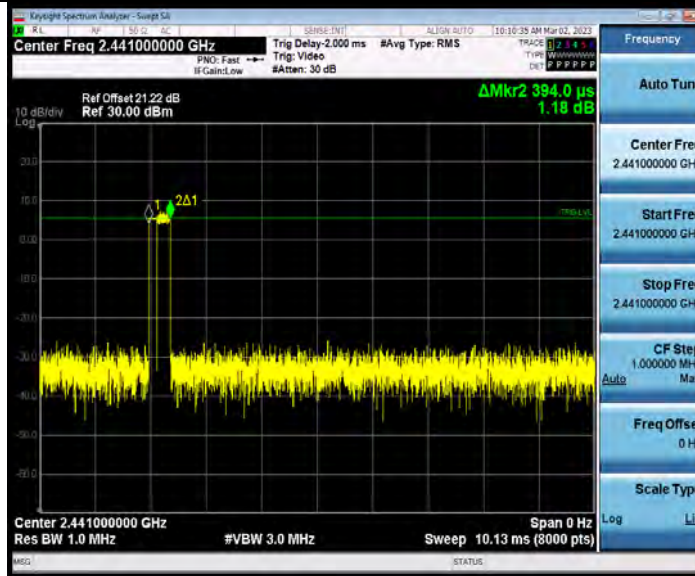 Keysight Spectrum Analyzer - Swept SA
RL RF 50 Ω AC SENSE:INT ALIGN AUTO 10:10:35 AM Mar 02, 2023
Center Freq 2.441000000 GHz
PNO: Fast
IFGain:Low
Trig Delay-2.000 ms
Trig: Video
#Atten: 30 dB
#Avg Type: RMS
TRACE 1 2 3 4 5 6
TYPE
DET P P P P P P
Ref Offset 21.22 dB
Ref 30.00 dBm
10 dB/div
Log
ΔMkr2 394.0 µs
1.18 dB
20.0
10.0
0.00
-10.0
-20.0
-30.0
-40.0
-50.0
-60.0
1
2Δ1
TRIG LVL
Center 2.441000000 GHz
Res BW 1.0 MHz
#VBW 3.0 MHz
Span 0 Hz
Sweep 10.13 ms (8000 pts)
MSG
STATUS
Frequency
Auto Tun
Center Fre
2.441000000 GH
Start Fre
2.441000000 GH
Stop Fre
2.441000000 GH
CF Step
1.000000 MH
Auto Ma
Freq Offse
0 H
Scale Typ
Log Li